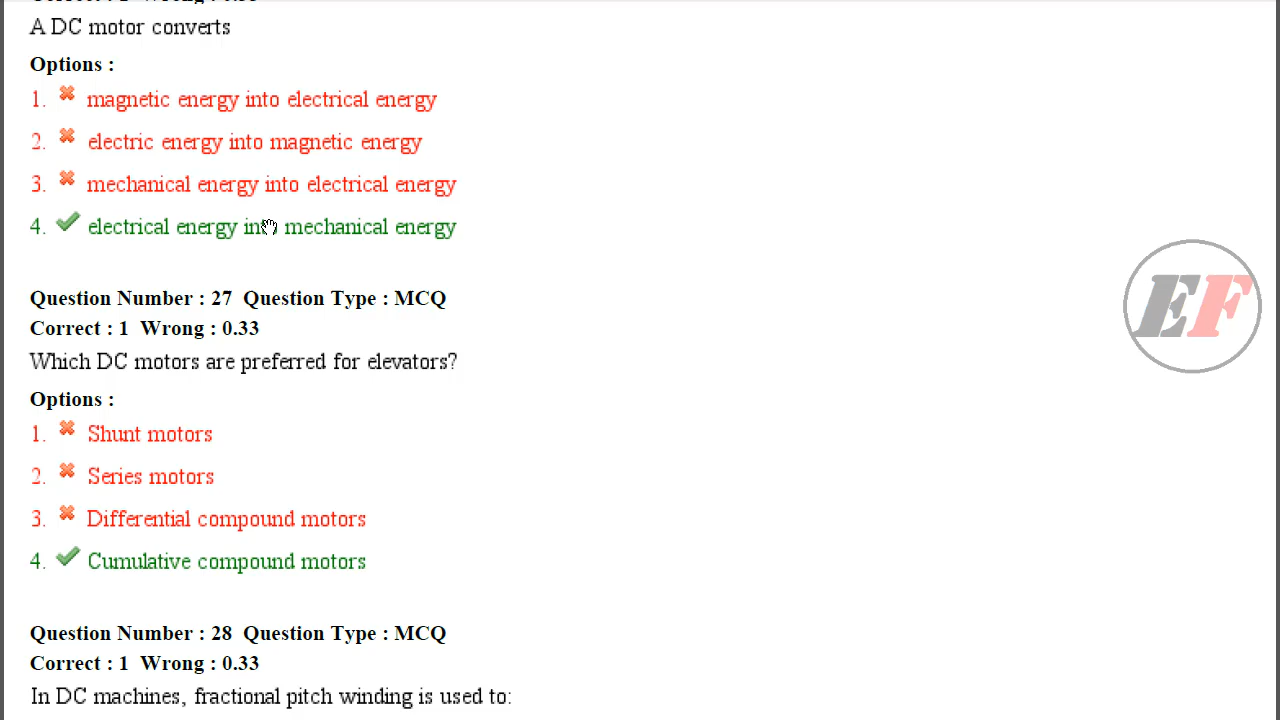 A DC motor converts
Options :
1. magnetic energy into electrical energy
2. electric energy into magnetic energy
3. mechanical energy into electrical energy
4. electrical energy into mechanical energy
Question Number : 27 Question Type : MCQ
Correct : 1 Wrong : 0.33
Which DC motors are preferred for elevators?
Options :
1. Shunt motors
2. Series motors
3. Differential compound motors
4. Cumulative compound motors
EF
Question Number : 28 Question Type : MCQ
Correct : 1 Wrong : 0.33
In DC machines, fractional pitch winding is used to: